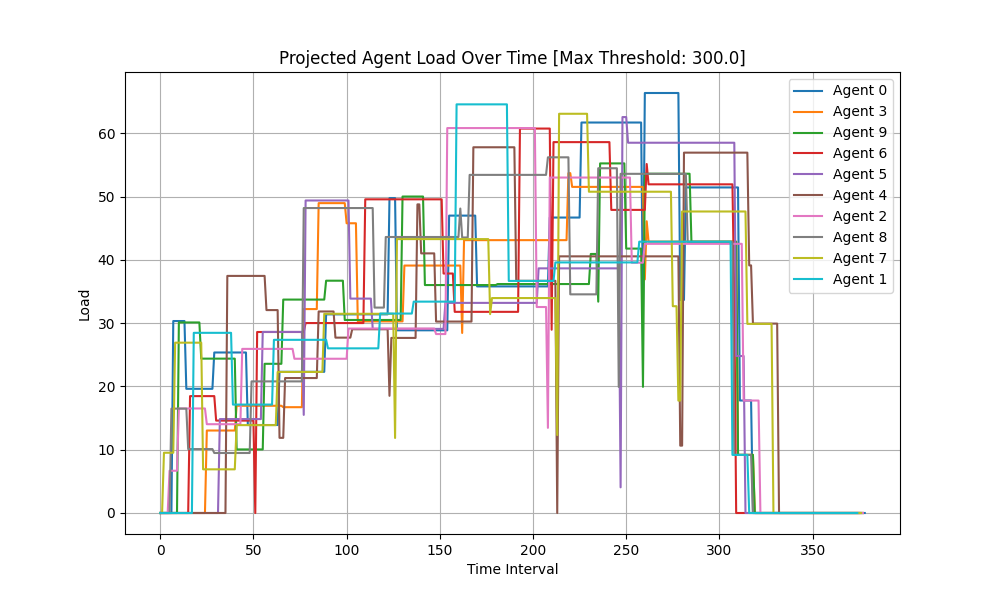 Projected Agent Load Over Time [Max Threshold: 300.0]
Load
60
50
40
30
20
10
0
0 50 100 150 200 250 300 350
Time Interval
Agent 0
Agent 3
Agent 9
Agent 6
Agent 5
Agent 4
Agent 2
Agent 8
Agent 7
Agent 1